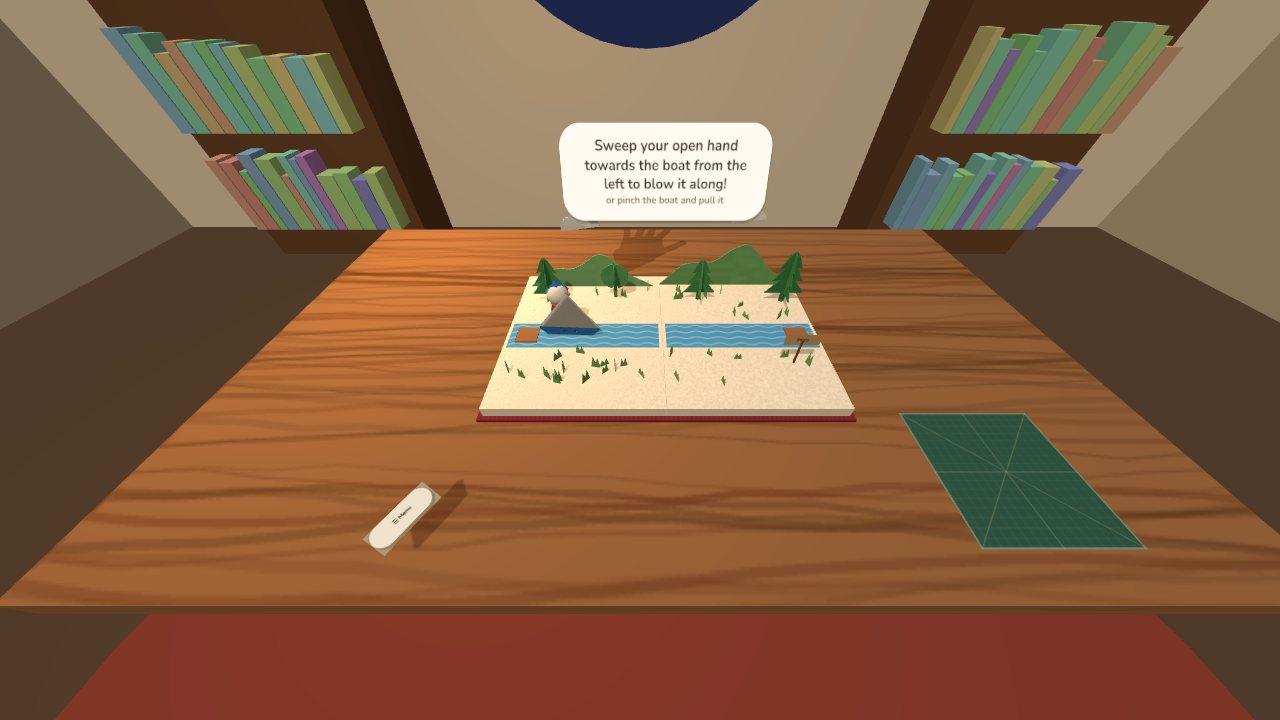 Sweep your open hand
towards the boat from the
left to blow it along!
or pinch the boat and pull it
☰ Menu